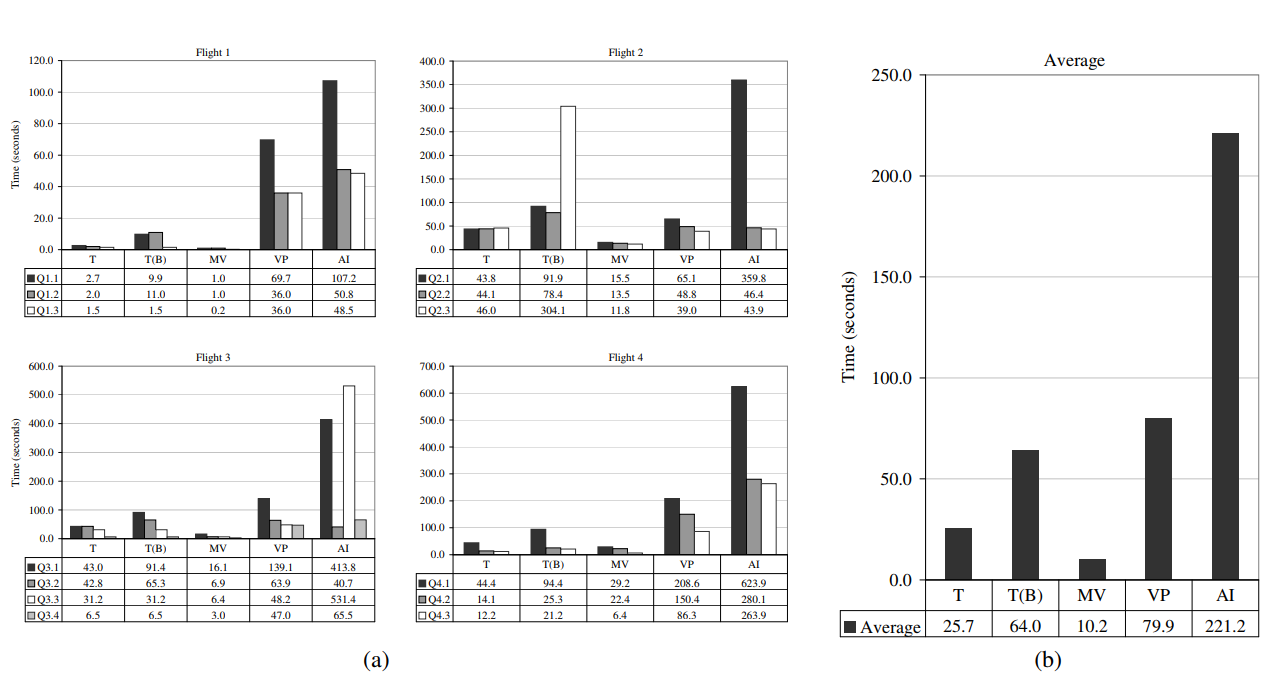 Flight 1
Time (seconds)
120.0
100.0
80.0
60.0
40.0
20.0
0.0
T T(B) MV VP AI
Q1.1 2.7 9.9 1.0 69.7 107.2
Q1.2 2.0 11.0 1.0 36.0 50.8
Q1.3 1.5 1.5 0.2 36.0 48.5
Flight 2
400.0
350.0
300.0
250.0
200.0
150.0
100.0
50.0
0.0
T T(B) MV VP AI
Q2.1 43.8 91.9 15.5 65.1 359.8
Q2.2 44.1 78.4 13.5 48.8 46.4
Q2.3 46.0 304.1 11.8 39.0 43.9
Flight 3
Time (seconds)
600.0
500.0
400.0
300.0
200.0
100.0
0.0
T T(B) MV VP AI
Q3.1 43.0 91.4 16.1 139.1 413.8
Q3.2 42.8 65.3 6.9 63.9 40.7
Q3.3 31.2 31.2 6.4 48.2 531.4
Q3.4 6.5 6.5 3.0 47.0 65.5
Flight 4
700.0
600.0
500.0
400.0
300.0
200.0
100.0
0.0
T T(B) MV VP AI
Q4.1 44.4 94.4 29.2 208.6 623.9
Q4.2 14.1 25.3 22.4 150.4 280.1
Q4.3 12.2 21.2 6.4 86.3 263.9
(a)
Average
Time (seconds)
250.0
200.0
150.0
100.0
50.0
0.0
T T(B) MV VP AI
Average 25.7 64.0 10.2 79.9 221.2
(b)